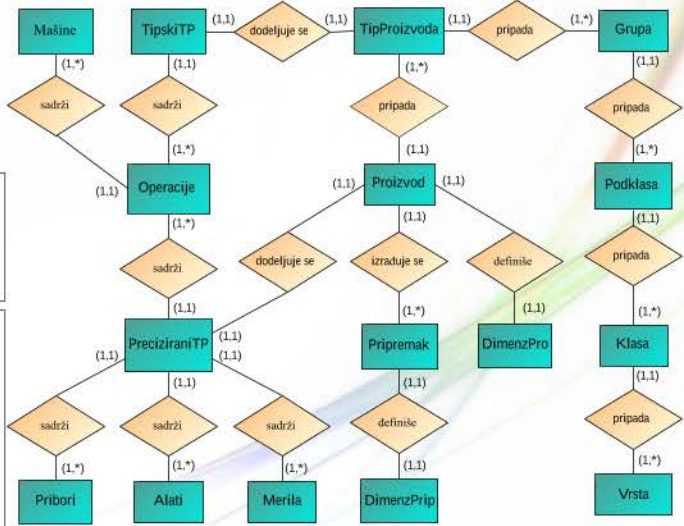 Mašine
TipskiTP
(1,1)
dodeljuje se
(1,1)
TipProizvoda
(1,1)
pripada
(1,*)
Grupa
(1,*)
(1,1)
(1,*)
(1,1)
sadrži
sadrži
pripada
pripada
(1,*)
(1,1)
(1,*)
(1,1)
Operacije
(1,1)
Proizvod
(1,1)
Podklasa
(1,*)
(1,1)
(1,1)
sadrži
dodeljuje se
izrađuje se
definiše
pripada
(1,1)
(1,*)
(1,1)
(1,*)
(1,1)
PreciziraniTP
Pripremak
DimenzPro
Klasa
(1,1)
(1,1)
(1,1)
(1,1)
(1,1)
sadrži
sadrži
sadrži
definiše
pripada
(1,*)
(1,*)
(1,*)
(1,1)
(1,*)
Pribori
Alati
Merila
DimenzPrip
Vrsta